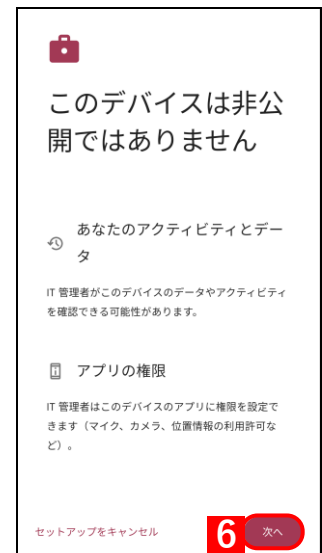 このデバイスは非公
開ではありません
あなたのアクティビティとデー
タ
IT 管理者がこのデバイスのデータやアクティビティ
を確認できる可能性があります。
アプリの権限
IT 管理者はこのデバイスのアプリに権限を設定で
きます（マイク、カメラ、位置情報の利用許可な
ど）。
セットアップをキャンセル
6
次へ